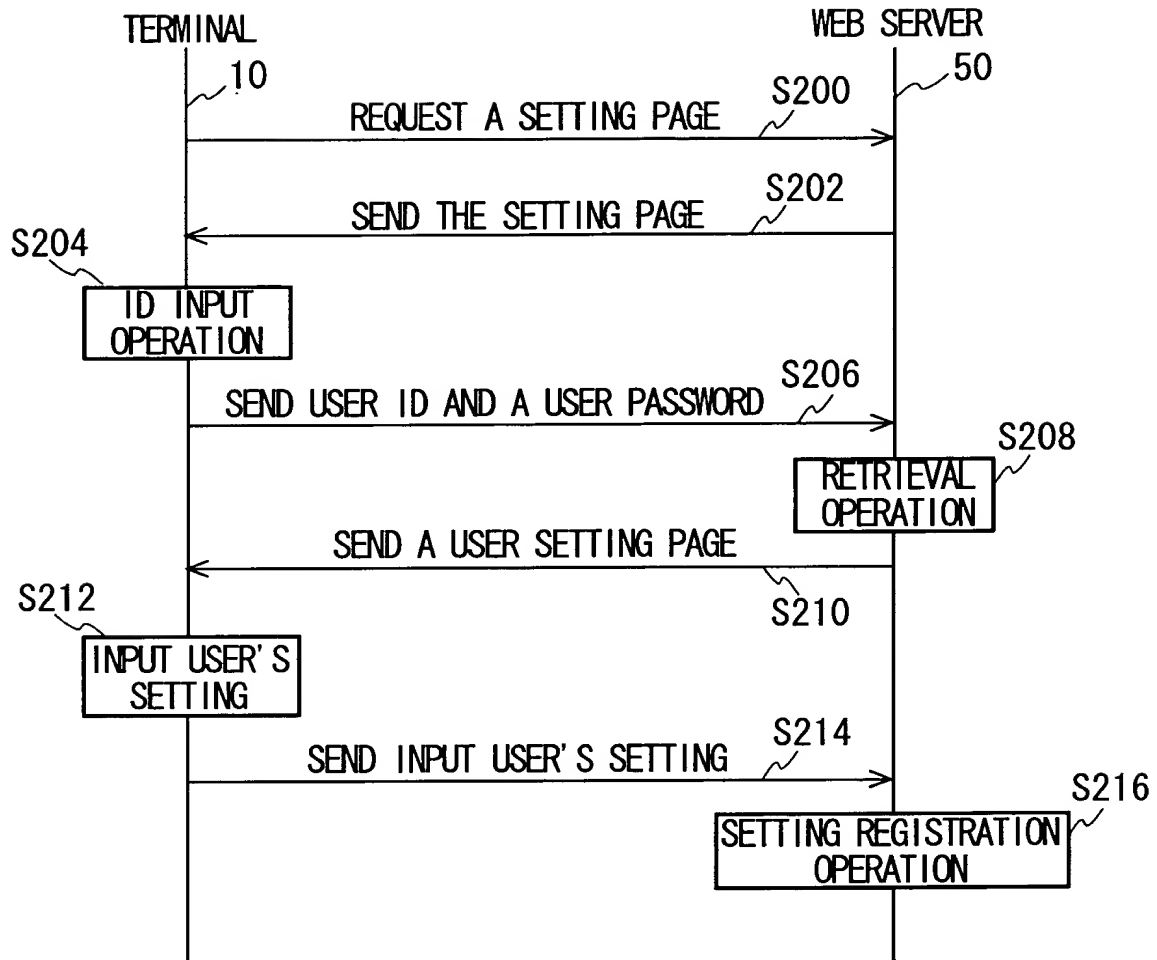 TERMINAL
WEB SERVER
10
50
S200
REQUEST A SETTING PAGE
S202
SEND THE SETTING PAGE
S204
ID INPUT
OPERATION
S206
SEND USER ID AND A USER PASSWORD
S208
RETRIEVAL
OPERATION
SEND A USER SETTING PAGE
S210
S212
INPUT USER'S
SETTING
S214
SEND INPUT USER'S SETTING
S216
SETTING REGISTRATION
OPERATION